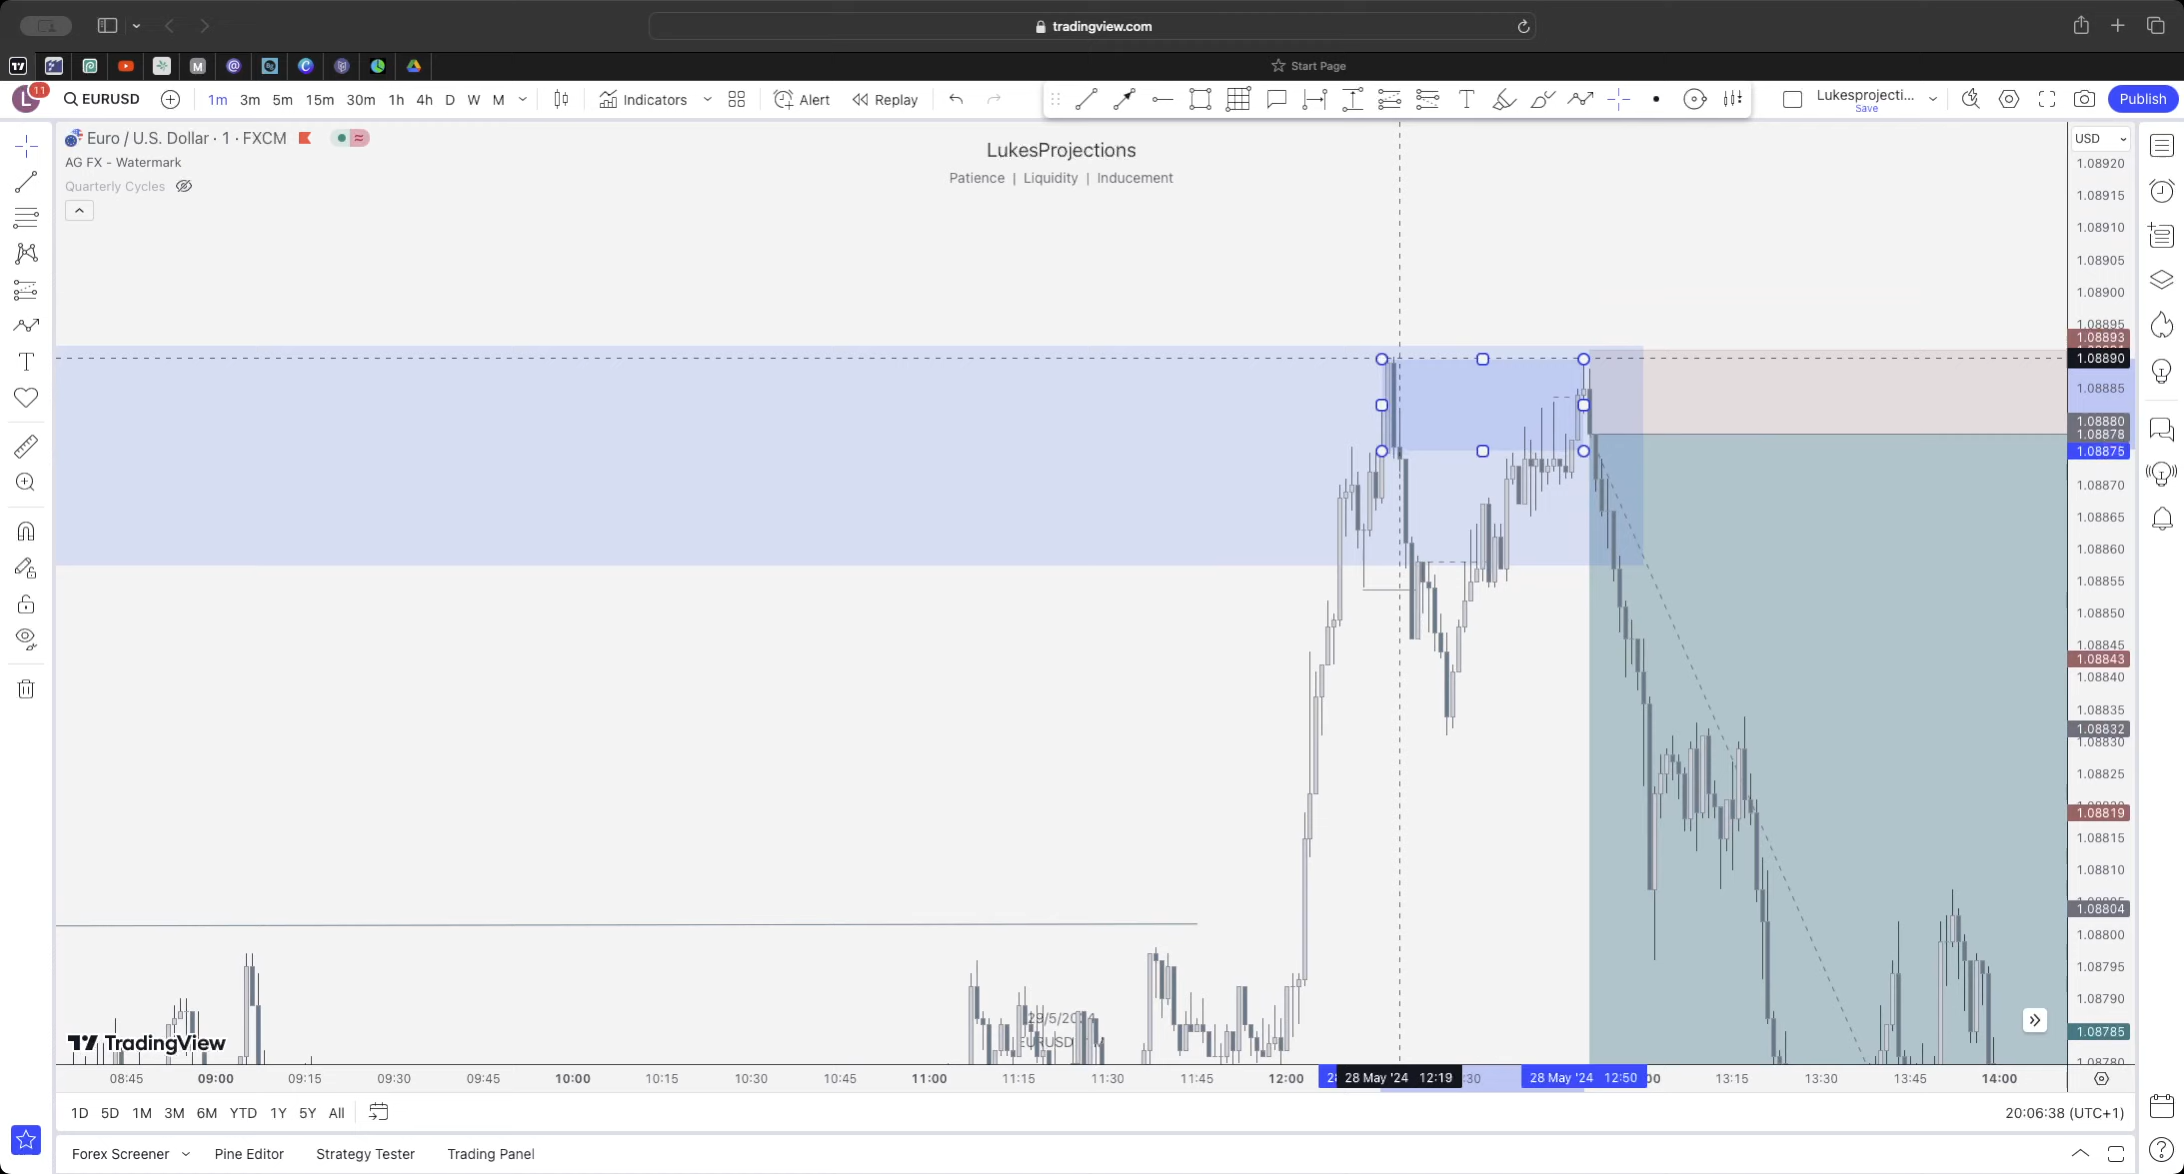 tradingview.com
Start Page
L 11 EURUSD 1m 3m 5m 15m 30m 1h 4h D W M Indicators Alert Replay Lukesprojecti... Save Publish
Euro / U.S. Dollar · 1 · FXCM
AG FX - Watermark
Quarterly Cycles
LukesProjections
Patience | Liquidity | Inducement
USD
1.08920
1.08915
1.08910
1.08905
1.08900
1.08895
1.08893
1.08890
1.08885
1.08880
1.08878
1.08875
1.08870
1.08865
1.08860
1.08855
1.08850
1.08845
1.08843
1.08840
1.08835
1.08832
1.08830
1.08825
1.08819
1.08815
1.08810
1.08804
1.08800
1.08795
1.08790
1.08785
1.08780
TradingView
08:45 09:00 09:15 09:30 09:45 10:00 10:15 10:30 10:45 11:00 11:15 11:30 11:45 12:00 28 May '24 12:19 :30 28 May '24 12:50 00 13:15 13:30 13:45 14:00
1D 5D 1M 3M 6M YTD 1Y 5Y All 20:06:38 (UTC+1)
Forex Screener Pine Editor Strategy Tester Trading Panel